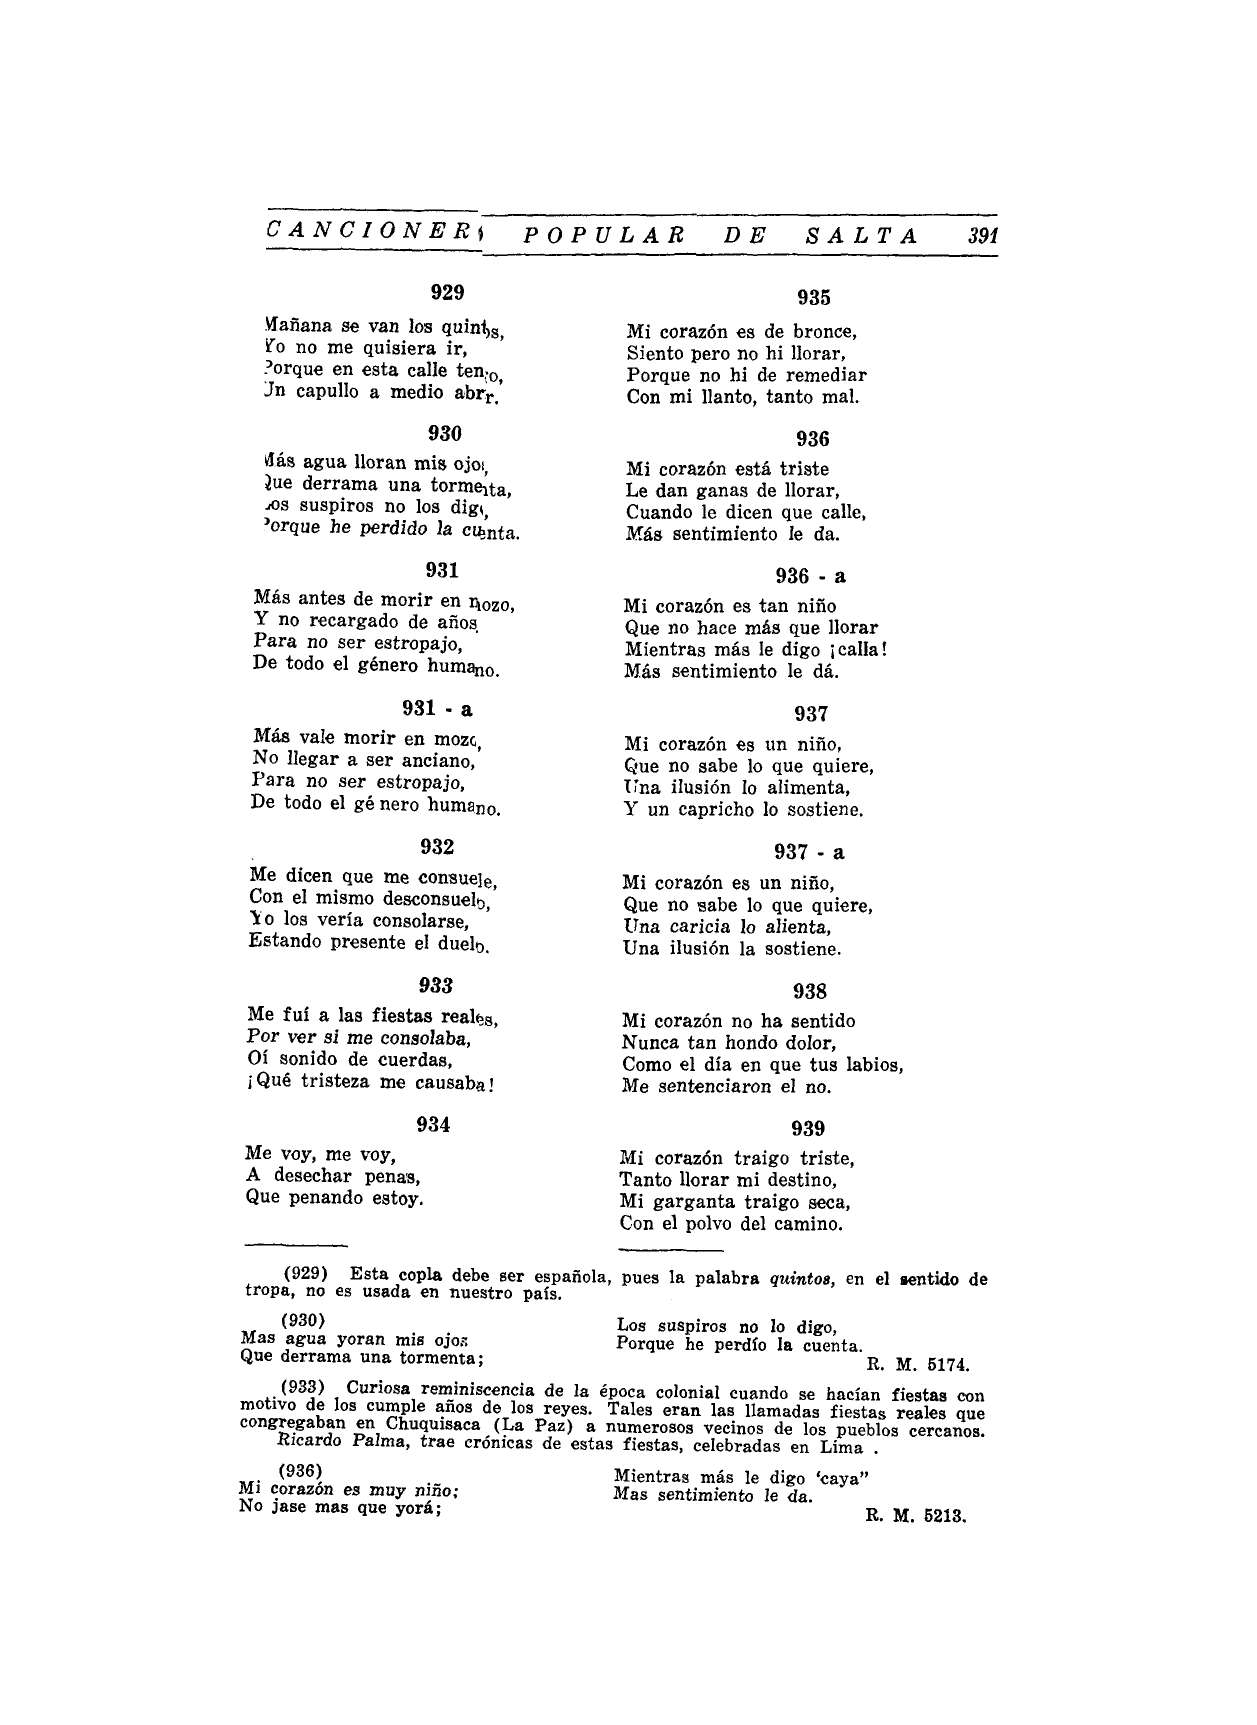 CANCIONERO POPULAR DE SALTA 391
929
Mañana se van los quintos,
Yo no me quisiera ir,
Porque en esta calle tengo,
Un capullo a medio abrir.
930
Más agua lloran mis ojos,
Que derrama una tormenta,
Los suspiros no los digo,
Porque he perdido la cuenta.
931
Más antes de morir en mozo,
Y no recargado de años
Para no ser estropajo,
De todo el género humano.
931 - a
Más vale morir en mozo,
No llegar a ser anciano,
Para no ser estropajo,
De todo el gé nero humano.
932
Me dicen que me consuele,
Con el mismo desconsuelo,
Yo los vería consolarse,
Estando presente el duelo.
933
Me fuí a las fiestas reales,
Por ver si me consolaba,
Oí sonido de cuerdas,
¡Qué tristeza me causaba!
934
Me voy, me voy,
A desechar penas,
Que penando estoy.
935
Mi corazón es de bronce,
Siento pero no hi llorar,
Porque no hi de remediar
Con mi llanto, tanto mal.
936
Mi corazón está triste
Le dan ganas de llorar,
Cuando le dicen que calle,
Más sentimiento le da.
936 - a
Mi corazón es tan niño
Que no hace más que llorar
Mientras más le digo ¡calla!
Más sentimiento le dá.
937
Mi corazón es un niño,
Que no sabe lo que quiere,
Una ilusión lo alimenta,
Y un capricho lo sostiene.
937 - a
Mi corazón es un niño,
Que no sabe lo que quiere,
Una caricia lo alienta,
Una ilusión la sostiene.
938
Mi corazón no ha sentido
Nunca tan hondo dolor,
Como el día en que tus labios,
Me sentenciaron el no.
939
Mi corazón traigo triste,
Tanto llorar mi destino,
Mi garganta traigo seca,
Con el polvo del camino.
(929) Esta copla debe ser española, pues la palabra quintos, en el sentido de
tropa, no es usada en nuestro país.
(930)
Mas agua yoran mis ojos
Que derrama una tormenta;
Los suspiros no lo digo,
Porque he perdío la cuenta.
R. M. 5174.
(933) Curiosa reminiscencia de la época colonial cuando se hacían fiestas con
motivo de los cumple años de los reyes. Tales eran las llamadas fiestas reales que
congregaban en Chuquisaca (La Paz) a numerosos vecinos de los pueblos cercanos.
Ricardo Palma, trae crónicas de estas fiestas, celebradas en Lima .
(936)
Mi corazón es muy niño;
No jase mas que yorá;
Mientras más le digo ‘caya”
Mas sentimiento le da.
R. M. 5213.